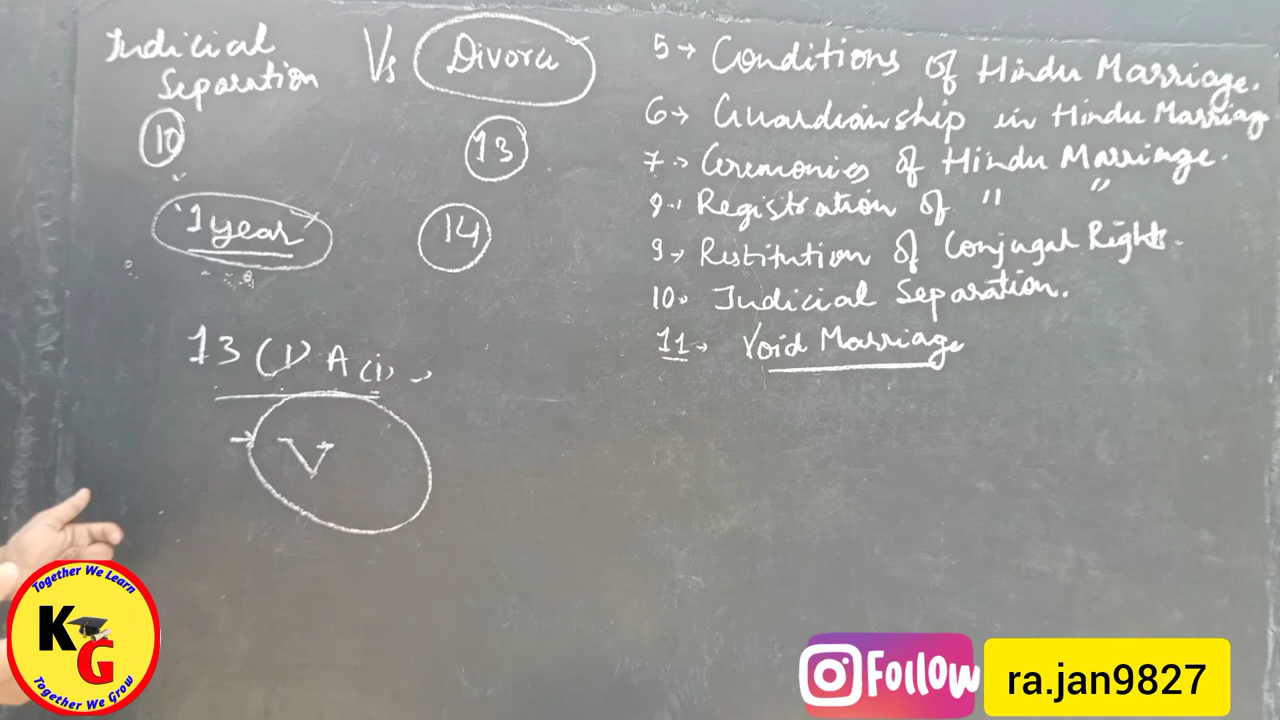 Judicial Separation Vs Divorce
10
13
1 year
14
13 (1) A (i)
V
5→ Conditions of Hindu Marriage.
6→ Guardianship in Hindu Marriag
7→ Ceremonies of Hindu Marriage.
8→ Registration of " "
9→ Restitution of Conjugal Rights.
10. Judicial Separation.
11→ Void Marriage
Together We Learn
KG
Together We Grow
Follow
ra.jan9827